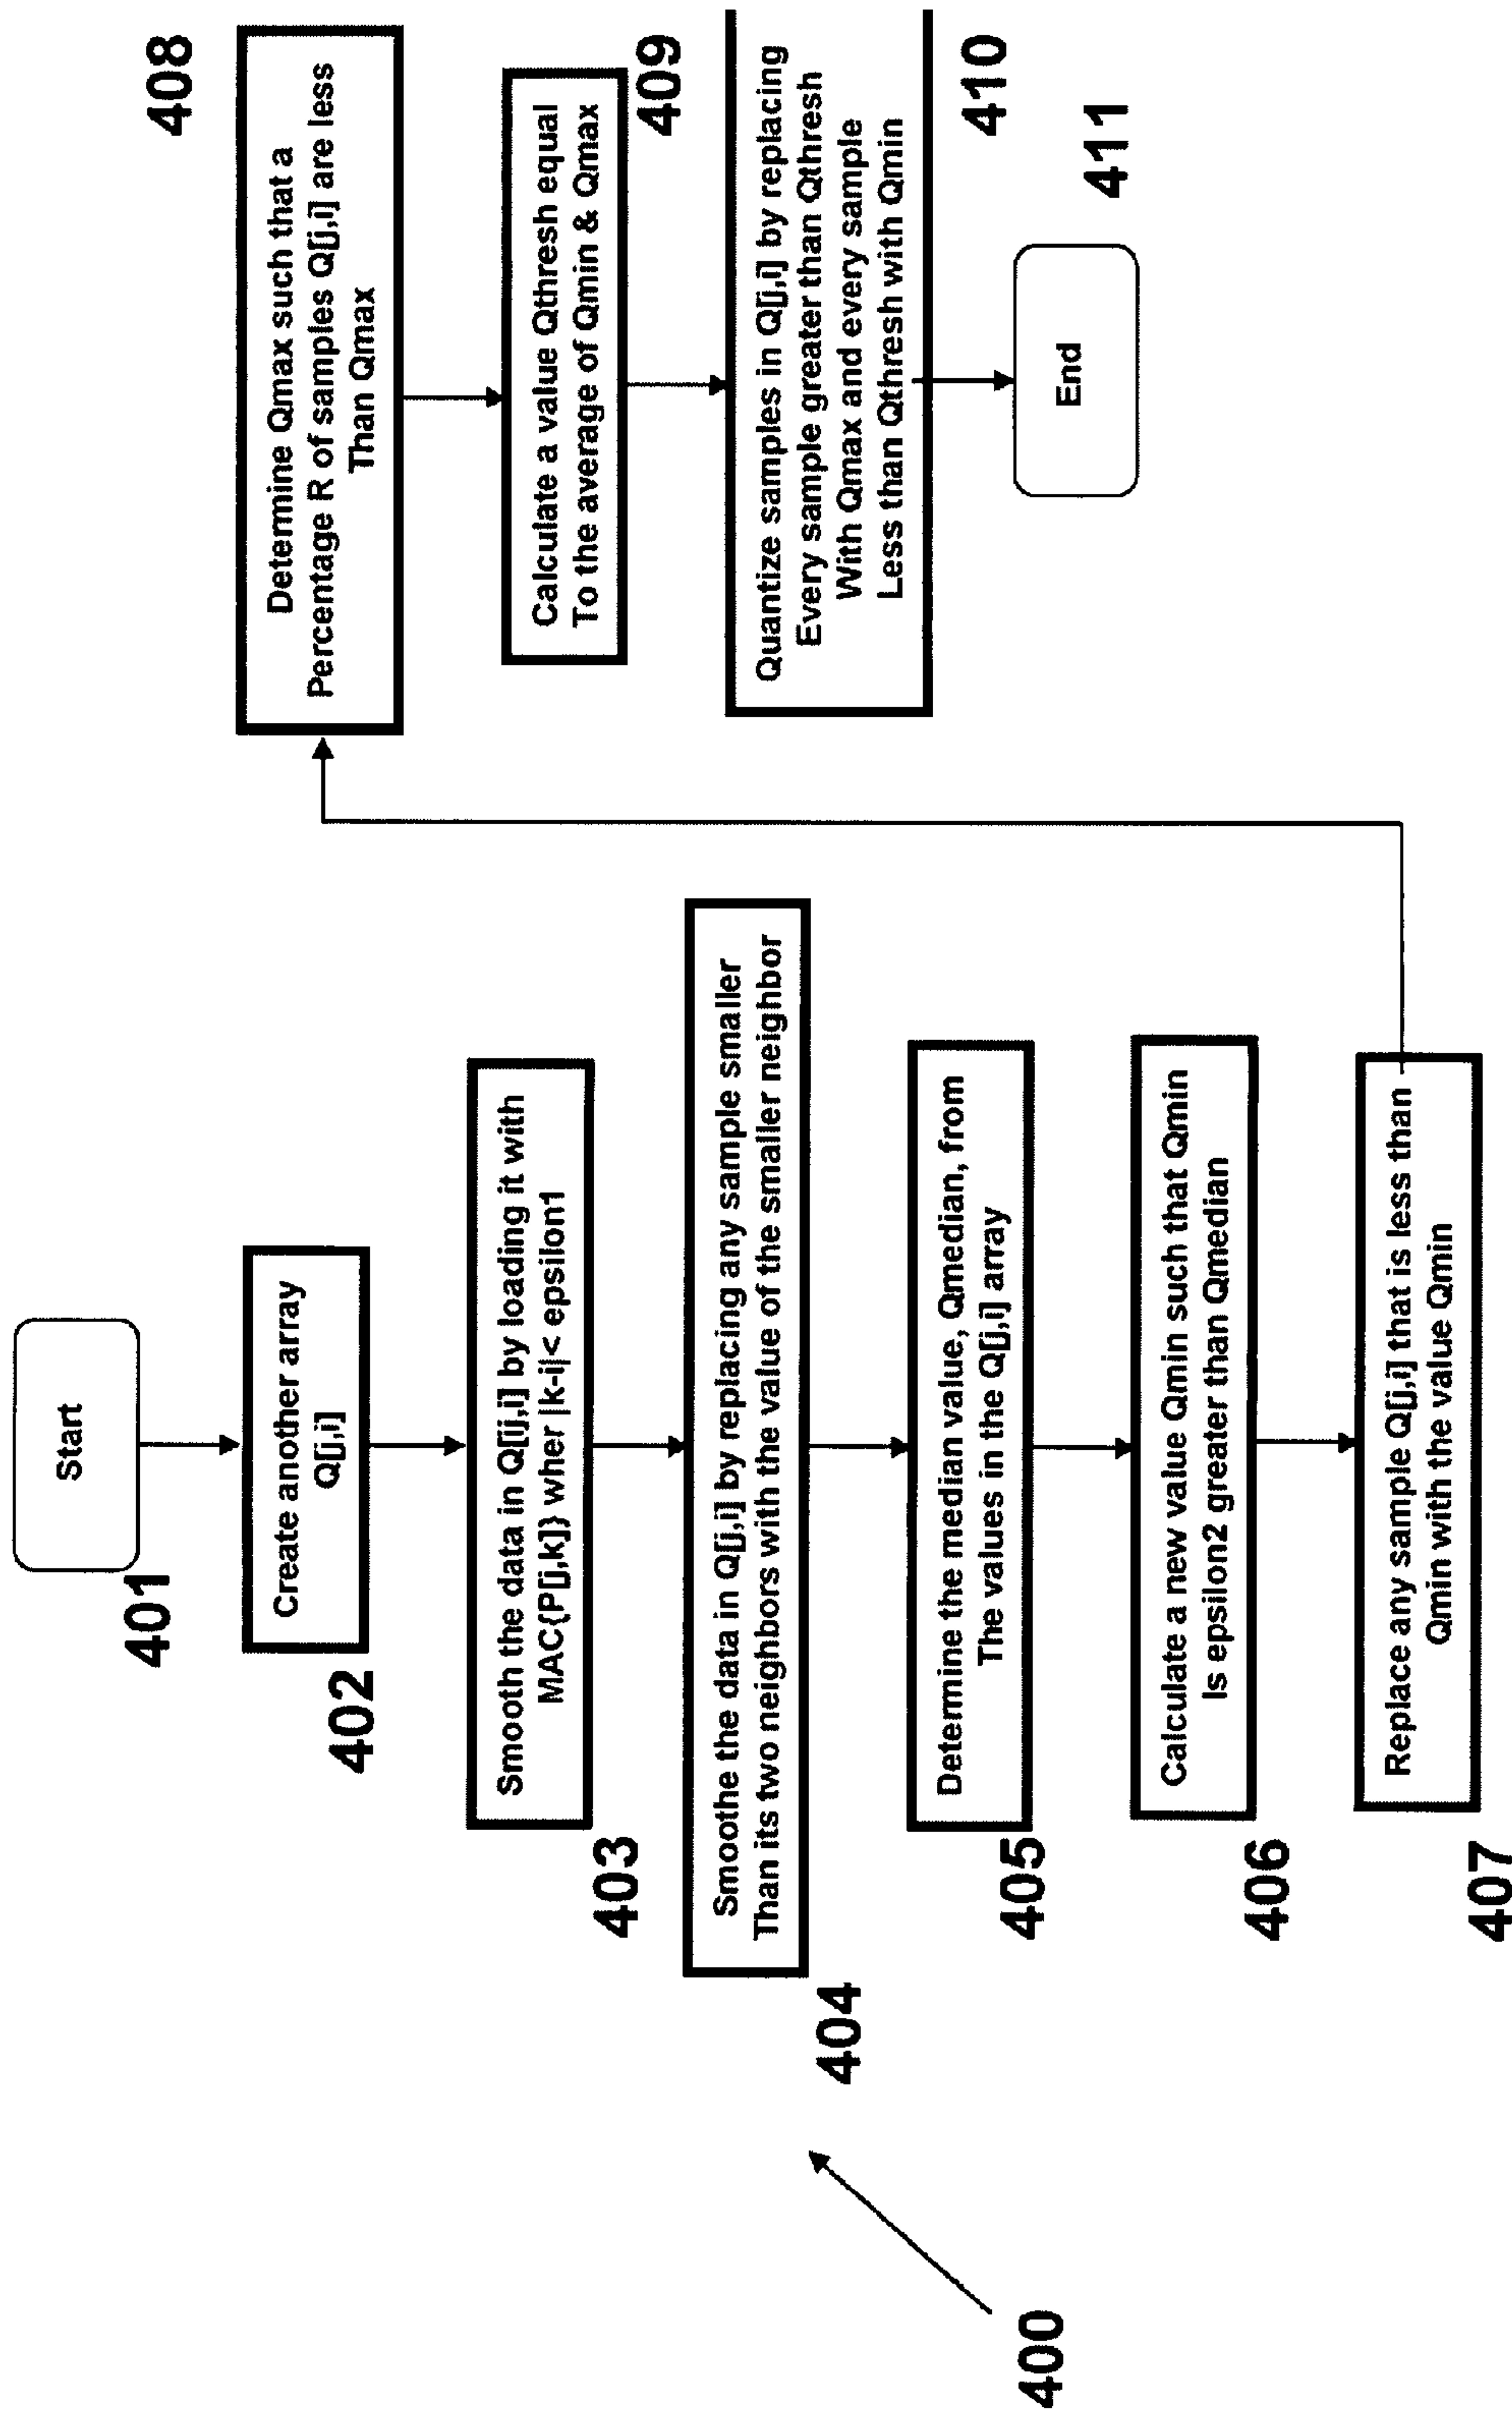 Start
401
Create another array
Q[j,i]
402
Smooth the data in Q[j,i] by loading it with
MAC{P[j,k]} wher |k-i|< epsilon1
403
Smoothe the data in Q[j,i] by replacing any sample smaller
Than its two neighbors with the value of the smaller neighbor
404
Determine the median value, Qmedian, from
The values in the Q[j,i] array
405
Calculate a new value Qmin such that Qmin
Is epsilon2 greater than Qmedian
406
Replace any sample Q[j,i] that is less than
Qmin with the value Qmin
407
408
Determine Qmax such that a
Percentage R of samples Q[j,i] are less
Than Qmax
Calculate a value Qthresh equal
To the average of Qmin & Qmax
409
Quantize samples in Q[j,i] by replacing
Every sample greater than Qthresh
With Qmax and every sample
Less than Qthresh with Qmin
410
End
411
400